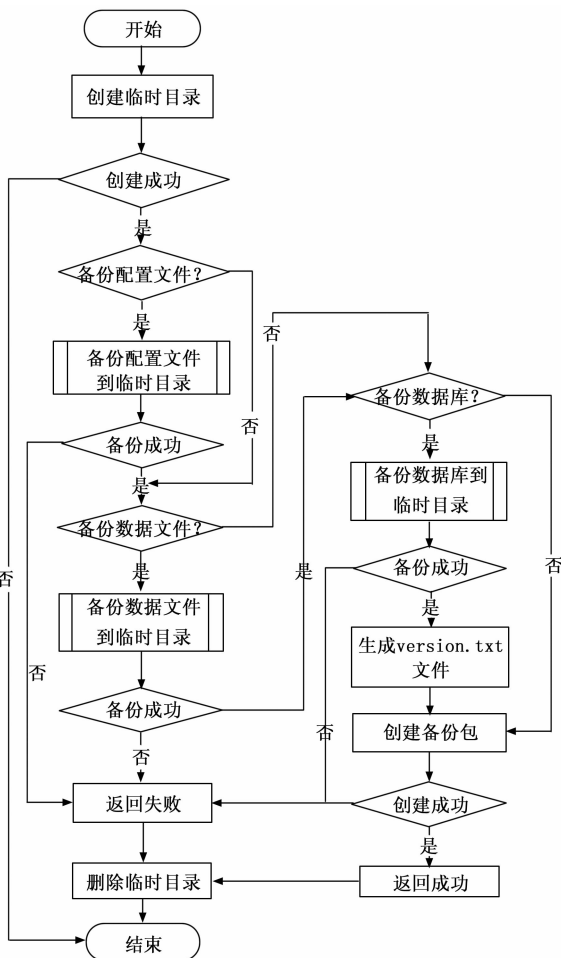 开始
创建临时目录
创建成功
是
备份配置文件?
是
备份配置文件
到临时目录
否
备份成功
是
备份数据文件?
是
备份数据文件
到临时目录
否
否
备份成功
否
返回失败
删除临时目录
结束
否
备份数据库?
是
备份数据库到
临时目录
否
是
备份成功
是
生成version.txt
文件
创建备份包
否
创建成功
是
返回成功